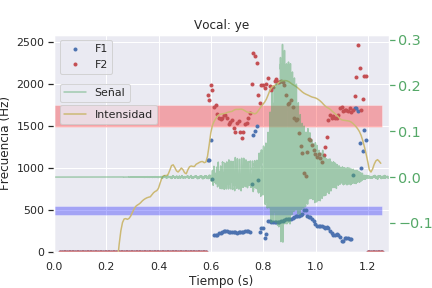 Vocal: ye
2500
2000
1500
1000
500
0
Frecuencia (Hz)
F1
F2
Señal
Intensidad
0.3
0.2
0.1
0.0
−0.1
0.0 0.2 0.4 0.6 0.8 1.0 1.2
Tiempo (s)